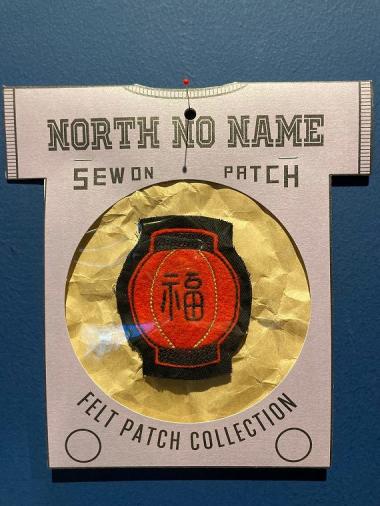 NORTH NO NAME
SEW ON PATCH
福
FELT PATCH COLLECTION